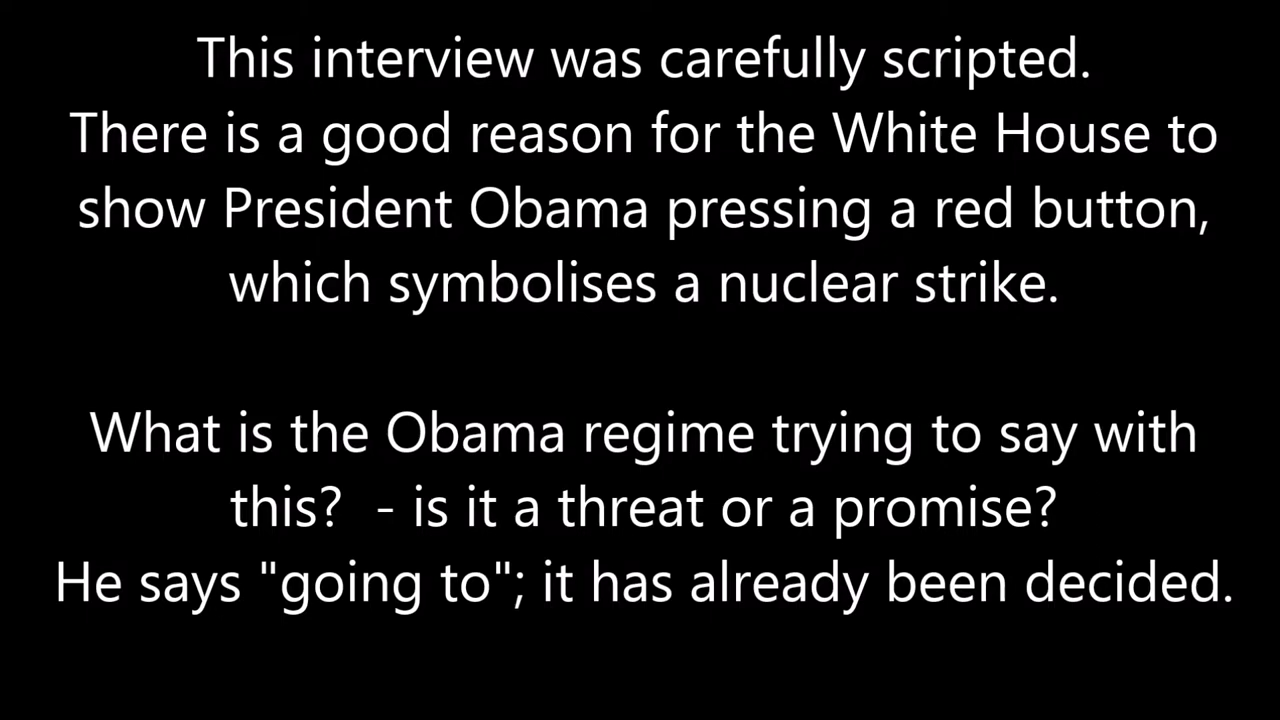 This interview was carefully scripted.
There is a good reason for the White House to
show President Obama pressing a red button,
which symbolises a nuclear strike.
What is the Obama regime trying to say with
this?  - is it a threat or a promise?
He says "going to"; it has already been decided.